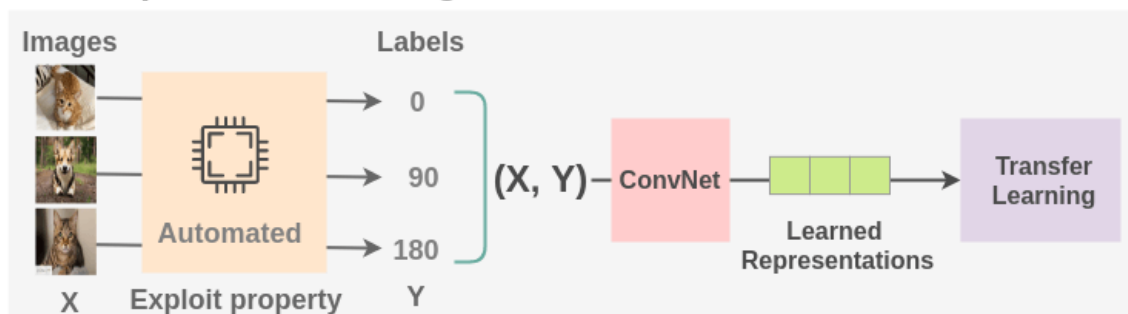 Images
Labels
0
90
180
Automated
Exploit property
X
Y
(X, Y)
ConvNet
Learned
Representations
Transfer
Learning